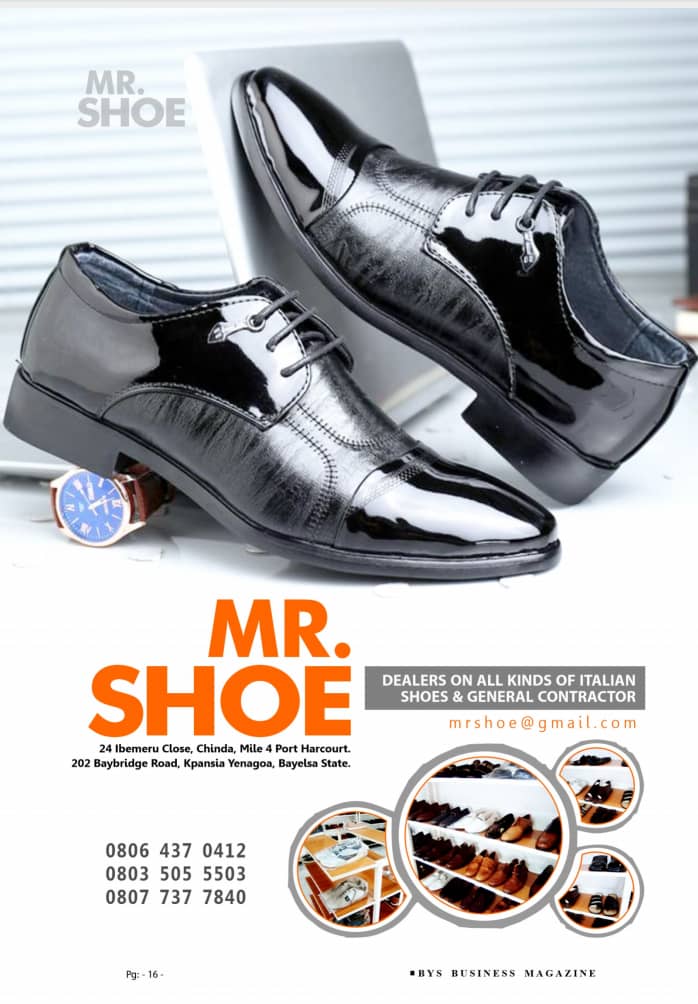 MR.
SHOE
MR.
SHOE
DEALERS ON ALL KINDS OF ITALIAN
SHOES & GENERAL CONTRACTOR
mrshoe@gmail.com
24 Ibemeru Close, Chinda, Mile 4 Port Harcourt.
202 Baybridge Road, Kpansia Yenagoa, Bayelsa State.
0806 437 0412
0803 505 5503
0807 737 7840
Pg: - 16 -
■BYS BUSINESS MAGAZINE